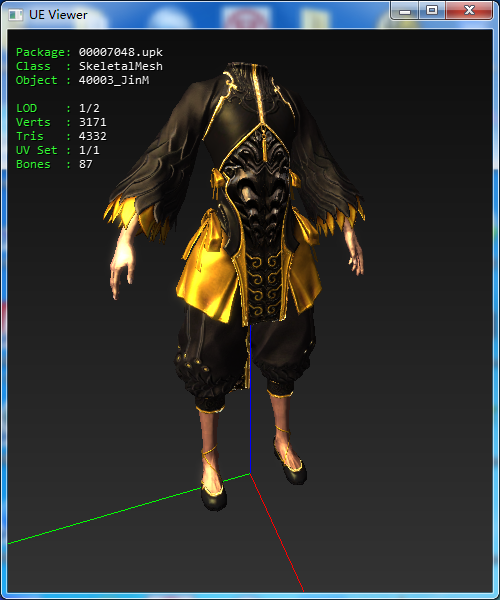 UE Viewer
Package: 00007048.upk
Class : SkeletalMesh
Object : 40003_JinM
LOD : 1/2
Verts : 3171
Tris : 4332
UV Set : 1/1
Bones : 87